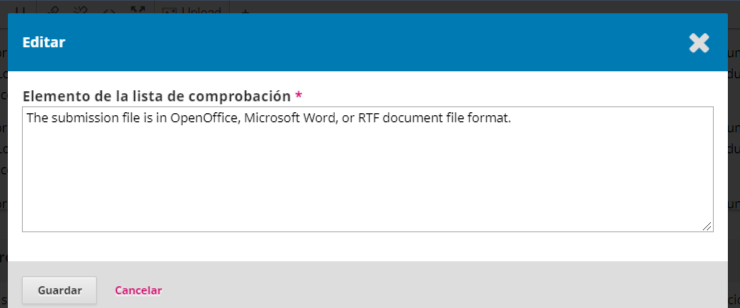 Upload
Editar
Elemento de la lista de comprobación *
The submission file is in OpenOffice, Microsoft Word, or RTF document file format.
Guardar
Cancelar